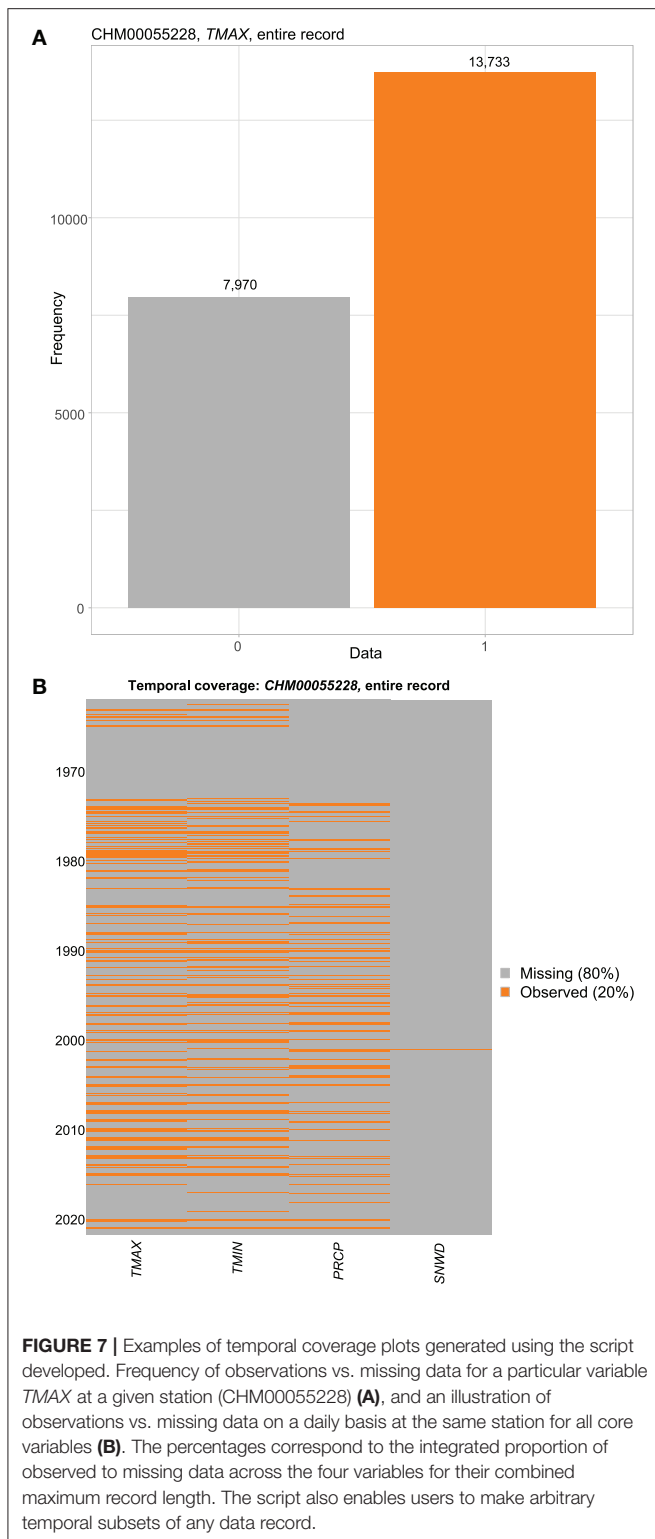 A
CHM00055228, TMAX, entire record
13,733
7,970
10000
5000
0
Frequency
0
1
Data
B
Temporal coverage: CHM00055228, entire record
1970
1980
1990
2000
2010
2020
Missing (80%)
Observed (20%)
TMAX
TMIN
PRCP
SNWD
FIGURE 7 | Examples of temporal coverage plots generated using the script
developed. Frequency of observations vs. missing data for a particular variable
TMAX at a given station (CHM00055228) (A), and an illustration of
observations vs. missing data on a daily basis at the same station for all core
variables (B). The percentages correspond to the integrated proportion of
observed to missing data across the four variables for their combined
maximum record length. The script also enables users to make arbitrary
temporal subsets of any data record.